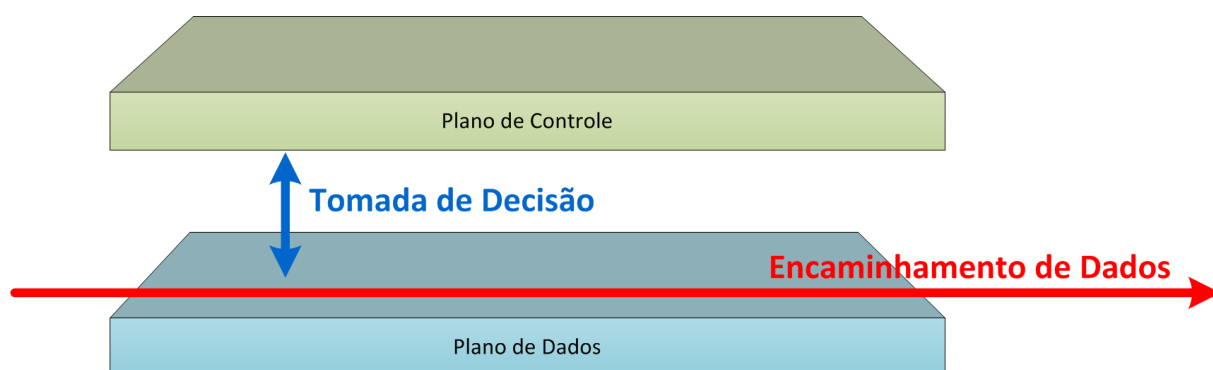 Plano de Controle
Tomada de Decisão
Encaminhamento de Dados
Plano de Dados